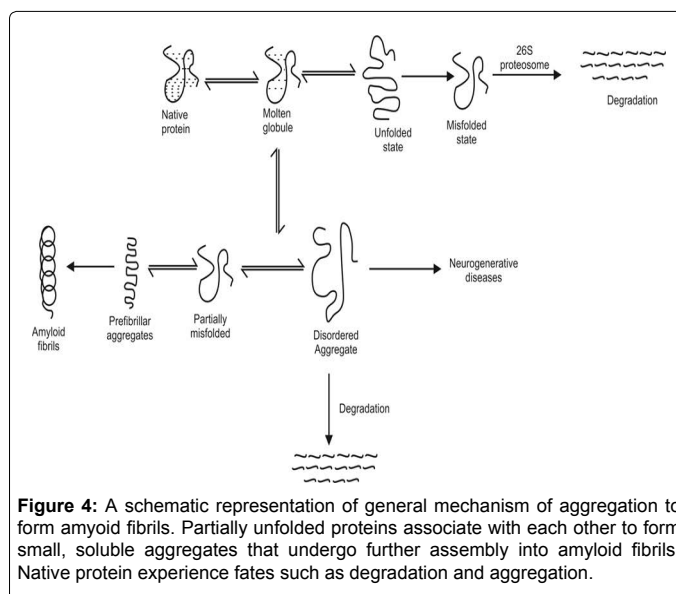 26S
proteosome
Native
protein
Molten
globule
Unfolded
state
Misfolded
state
Degradation
Amyloid
fibrils
Prefibrillar
aggregates
Partially
misfolded
Disordered
Aggregate
Neurogenerative
diseases
Degradation
Figure 4: A schematic representation of general mechanism of aggregation to
form amyoid fibrils. Partially unfolded proteins associate with each other to form
small, soluble aggregates that undergo further assembly into amyloid fibrils
Native protein experience fates such as degradation and aggregation.